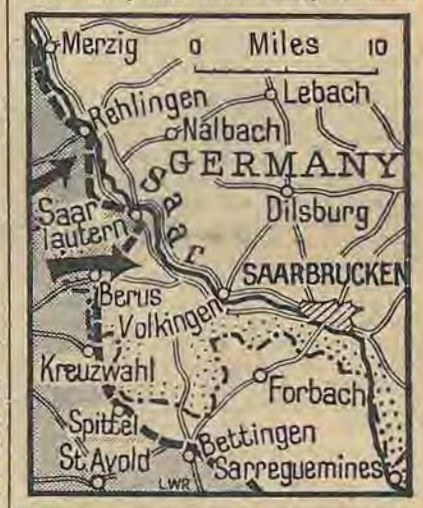 Merzig
0 Miles 10
Rehlingen
Lebach
Nalbach
GERMANY
Saar
Saar
lautern
Dilsburg
SAARBRUCKEN
Berus
Volkingen
Kreuzwahl
Forbach
Spittel
Bettingen
St Avold
Sarreguemines
L.W.R.